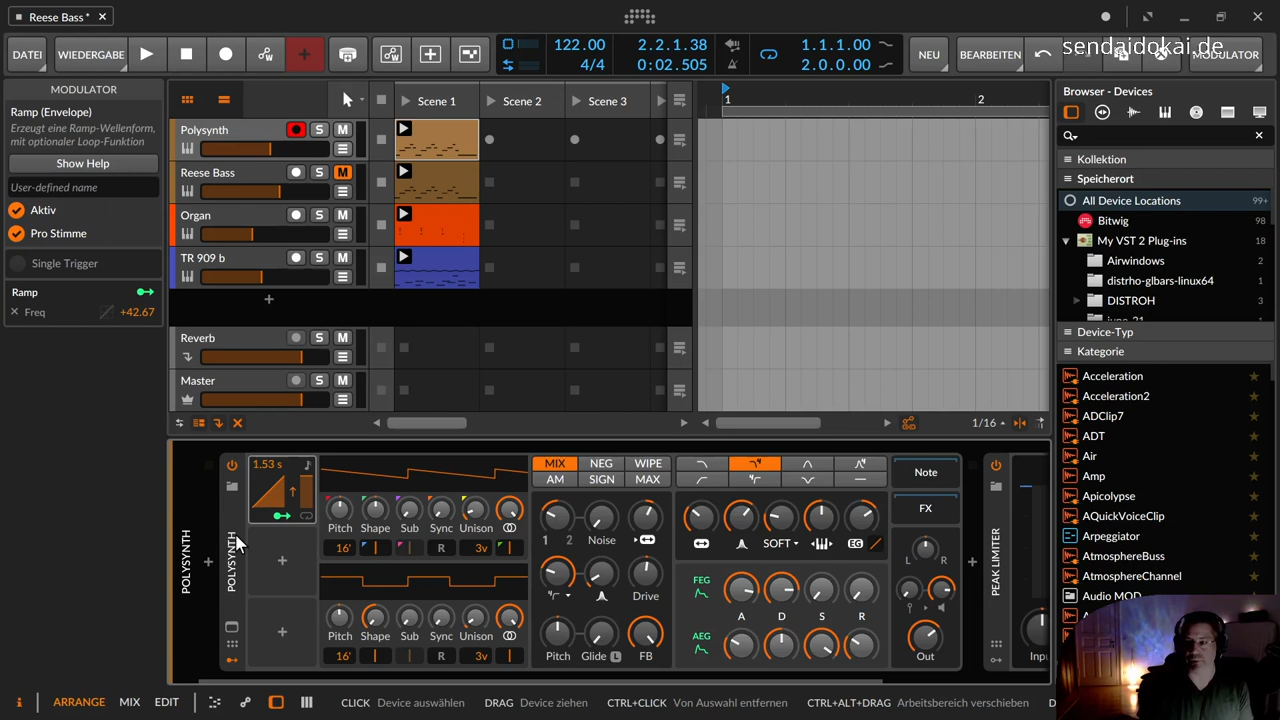 Reese Bass *
DATEI
WIEDERGABE
122.00
4/4
2.2.1.38
0:02.505
1.1.1.00
2.0.0.00
NEU
BEARBEITEN
MODULATOR
sendaidokai.de
MODULATOR
Ramp (Envelope)
Erzeugt eine Ramp-Wellenform,
mit optionaler Loop-Funktion
Show Help
User-defined name
Aktiv
Pro Stimme
Single Trigger
Ramp
Freq
+42.67
Scene 1
Scene 2
Scene 3
Polysynth
S
M
Reese Bass
S
M
Organ
S
M
TR 909 b
S
M
+
Reverb
S
M
Master
S
M
1
2
1/16
Browser - Devices
Kollektion
Speicherort
All Device Locations
99+
Bitwig
98
My VST 2 Plug-ins
18
Airwindows
2
distrho-glbars-linux64
1
DISTROH
3
Device-Typ
Kategorie
Acceleration
Acceleration2
ADClip7
ADT
Air
Amp
Apicolypse
AQuickVoiceClip
Arpeggiator
AtmosphereBuss
AtmosphereChannel
Audio MOD
POLYSYNTH
POLYSYNTH
1.53 s
Pitch
Shape
Sub
Sync
Unison
16'
R
3v
Pitch
Shape
Sub
Sync
Unison
16'
R
3v
MIX
NEG
WIPE
AM
SIGN
MAX
1
2
Noise
Drive
Pitch
Glide
L
FB
SOFT
EG
FEG
A
D
S
R
AEG
Note
FX
L
R
Out
PEAK LIMITER
ARRANGE
MIX
EDIT
CLICK
Device auswählen
DRAG
Device ziehen
CTRL+CLICK
Von Auswahl entfernen
CTRL+ALT+DRAG
Arbeitsbereich verschieben